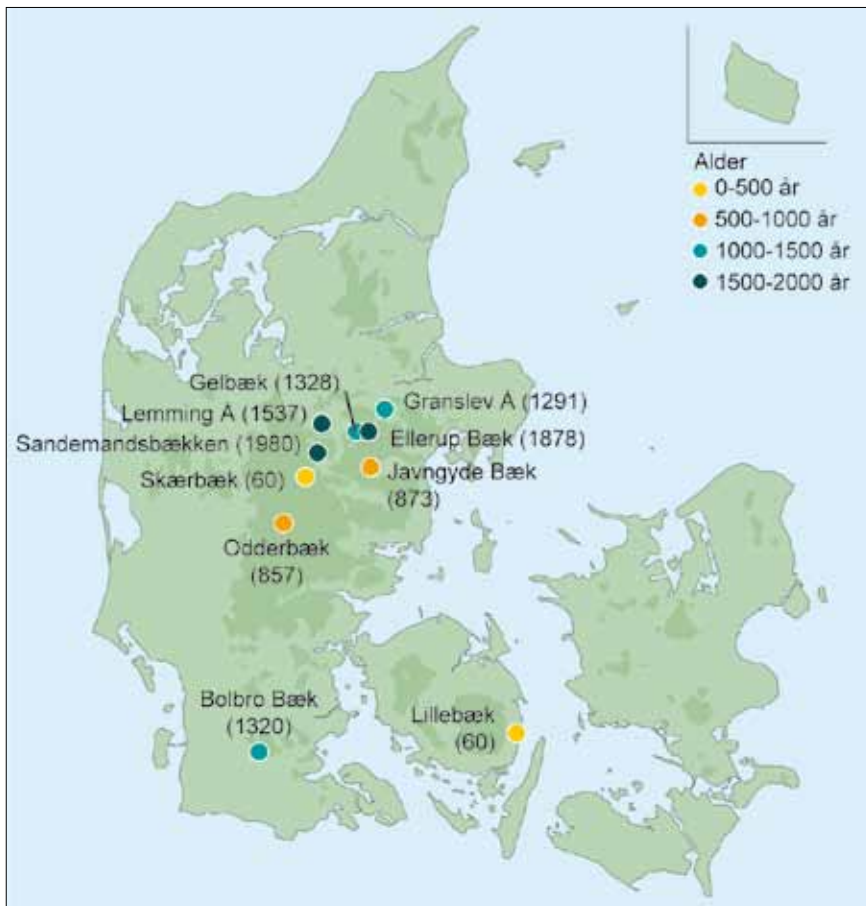 Alder
0-500 år
500-1000 år
1000-1500 år
1500-2000 år
Gelbæk (1328)
Granslev Å (1291)
Lemming Å (1537)
Ellerup Bæk (1878)
Sandemandsbækken (1980)
Skærbæk (60)
Javngyde Bæk
(873)
Odderbæk
(857)
Bolbro Bæk
(1320)
Lillebæk
(60)